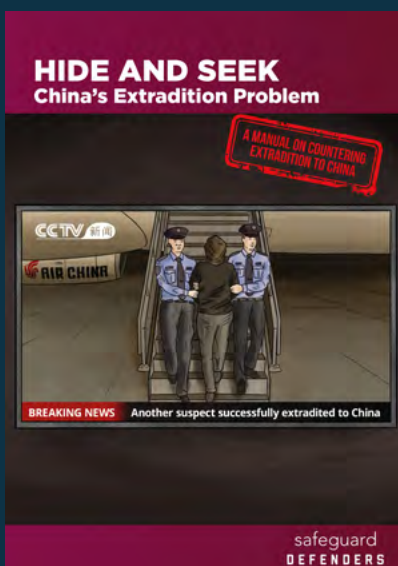 HIDE AND SEEK
China's Extradition Problem
A MANUAL ON COUNTERING
EXTRADITION TO CHINA
CCTV 新闻
AIR CHINA
BREAKING NEWS Another suspect successfully extradited to China
safeguard
DEFENDERS